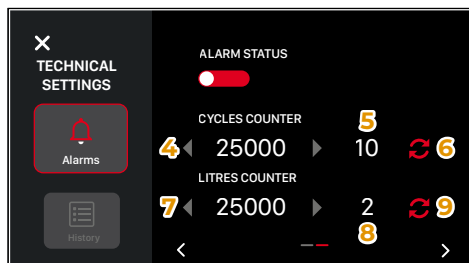 TECHNICAL
SETTINGS
Alarms
History
ALARM STATUS
CYCLES COUNTER
5
4 25000 10 6
LITRES COUNTER
7 25000 2 9
8